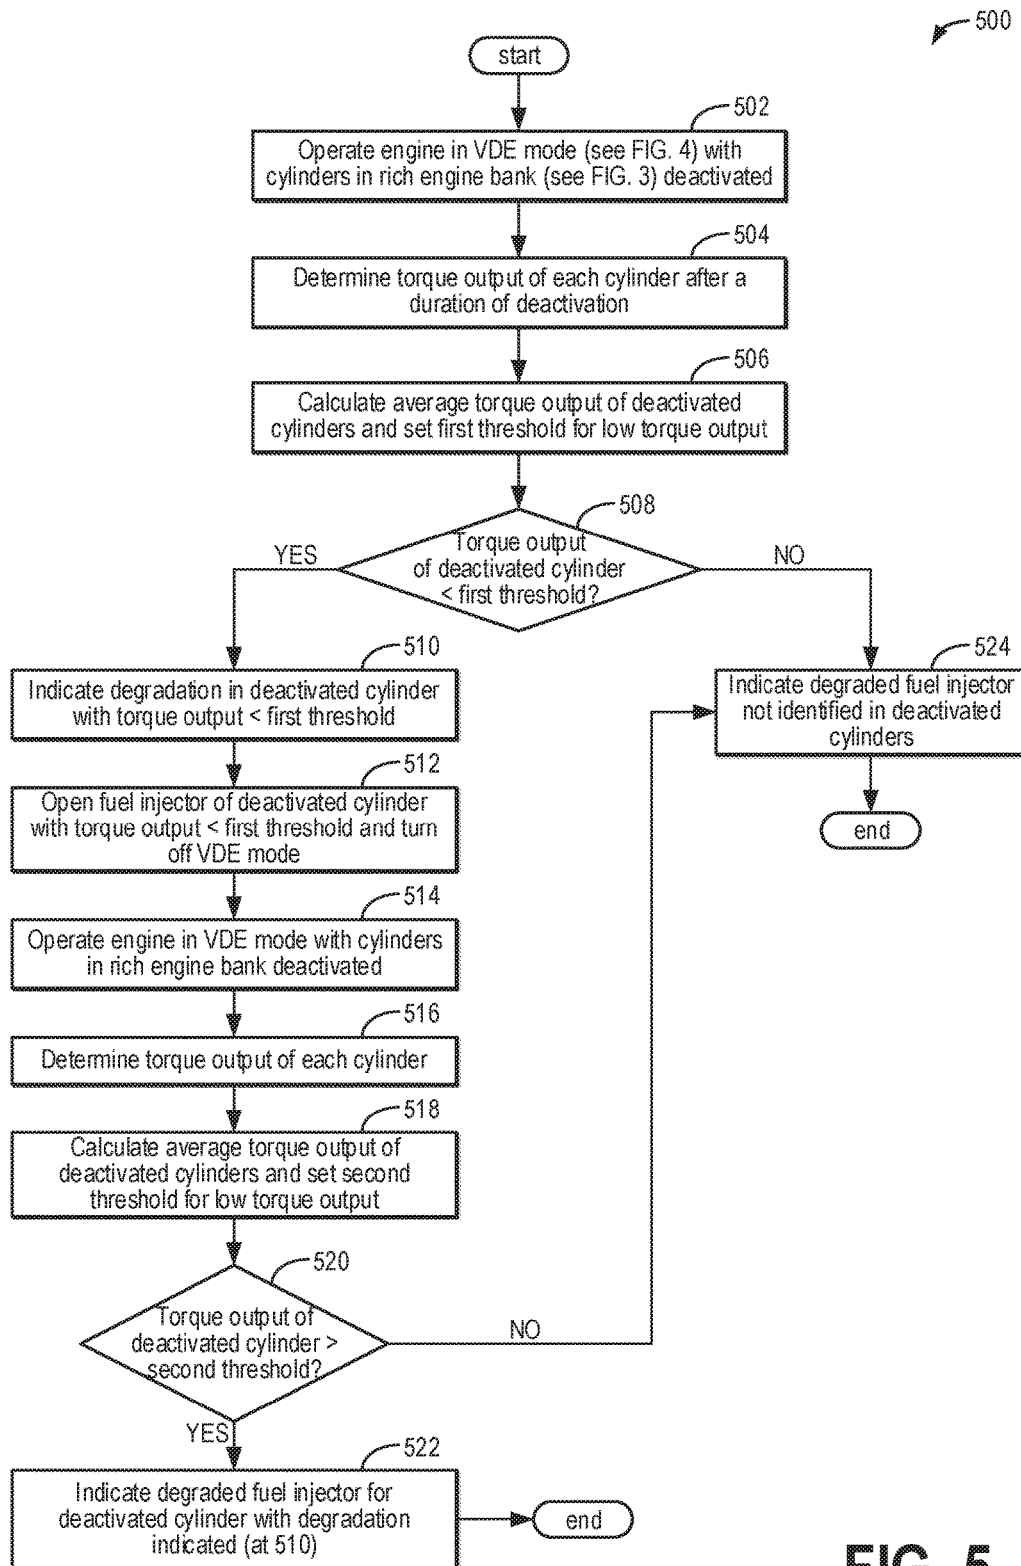 500
start
502
Operate engine in VDE mode (see FIG. 4) with
cylinders in rich engine bank (see FIG. 3) deactivated
504
Determine torque output of each cylinder after a
duration of deactivation
506
Calculate average torque output of deactivated
cylinders and set first threshold for low torque output
508
Torque output
of deactivated cylinder
< first threshold?
YES
NO
510
Indicate degradation in deactivated cylinder
with torque output < first threshold
524
Indicate degraded fuel injector
not identified in deactivated
cylinders
end
512
Open fuel injector of deactivated cylinder
with torque output < first threshold and turn
off VDE mode
514
Operate engine in VDE mode with cylinders
in rich engine bank deactivated
516
Determine torque output of each cylinder
518
Calculate average torque output of
deactivated cylinders and set second
threshold for low torque output
520
Torque output of
deactivated cylinder >
second threshold?
NO
YES
522
Indicate degraded fuel injector for
deactivated cylinder with degradation
indicated (at 510)
end
FIG. 5